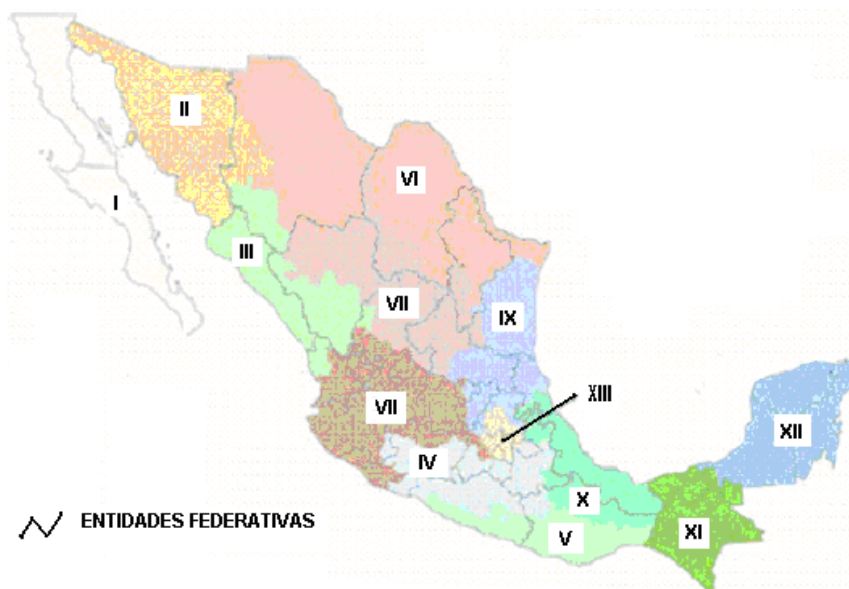 II
VI
I
III
VII
IX
XIII
VII
XII
IV
X
ENTIDADES FEDERATIVAS
XI
V